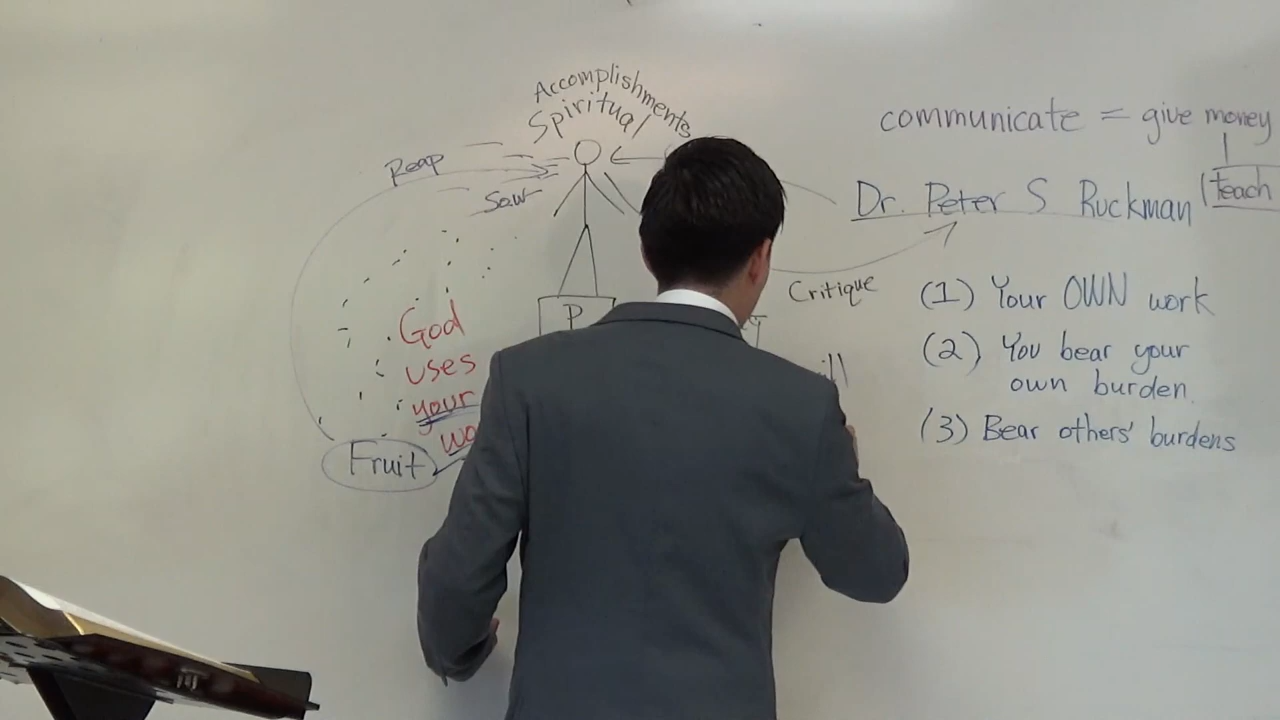 Accomplishments
Spiritual
Reap
Sow
P
God
uses
your
Fruit
communicate = give money
teach
Dr. Peter S Ruckman
Critique
(1) Your OWN work
(2) You bear your
own burden.
(3) Bear others' burdens